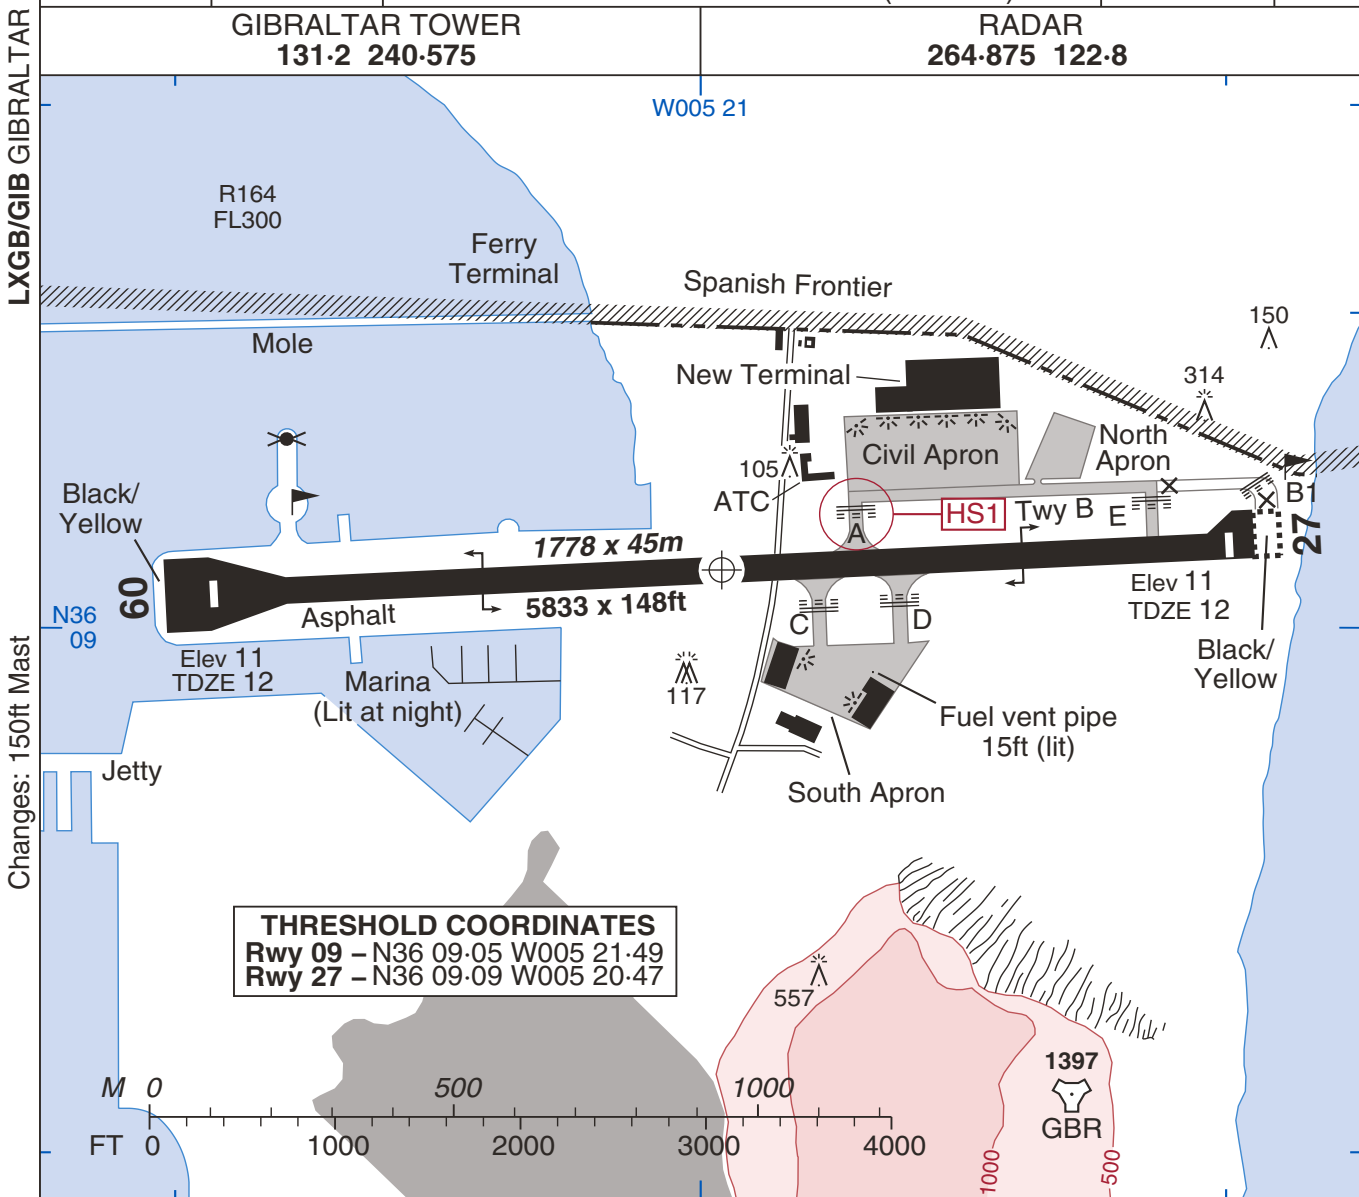 GIBRALTAR TOWER
131·2 240·575
RADAR
264·875 122·8
LXGB/GIB GIBRALTAR
W005 21
R164
FL300
Ferry
Terminal
Spanish Frontier
150
Mole
New Terminal
314
North
Apron
Civil Apron
105
ATC
Black/
Yellow
B1
HS1
Twy B
E
A
27
1778 x 45m
09
5833 x 148ft
Asphalt
Elev 11
TDZE 12
N36
09
C
D
Elev 11
TDZE 12
Black/
Yellow
Marina
(Lit at night)
117
Fuel vent pipe
15ft (lit)
Jetty
South Apron
Changes: 150ft Mast
THRESHOLD COORDINATES
Rwy 09 – N36 09·05 W005 21·49
Rwy 27 – N36 09·09 W005 20·47
557
1397
GBR
M 0 500 1000
FT 0 1000 2000 3000 4000
1000
500